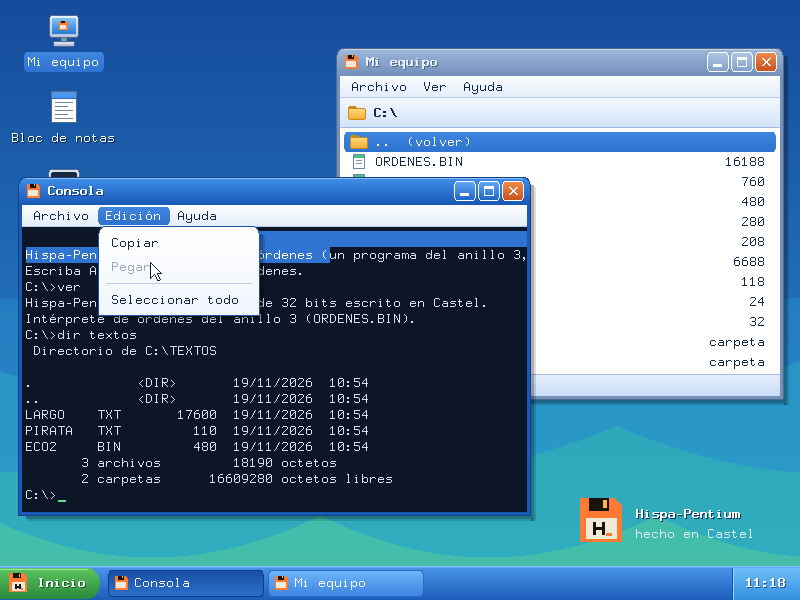 Mi equipo
Bloc de notas
Mi equipo
Archivo Ver Ayuda
C:\
.. (volver)
ORDENES.BIN 16188
760
480
280
208
6688
118
24
32
carpeta
carpeta
Consola
Archivo Edición Ayuda
Copiar
Pegar
Seleccionar todo
Hispa-Pen órdenes (un programa del anillo 3,
Escriba A denes.
C:\>ver
Hispa-Pen de 32 bits escrito en Castel.
Intérprete de órdenes del anillo 3 (ORDENES.BIN).
C:\>dir textos
Directorio de C:\TEXTOS
. <DIR> 19/11/2026 10:54
.. <DIR> 19/11/2026 10:54
LARGO TXT 17600 19/11/2026 10:54
PIRATA TXT 110 19/11/2026 10:54
ECO2 BIN 480 19/11/2026 10:54
3 archivos 18190 octetos
2 carpetas 16609280 octetos libres
C:\>_
H_
Hispa-Pentium
hecho en Castel
Inicio
Consola
Mi equipo
11:18